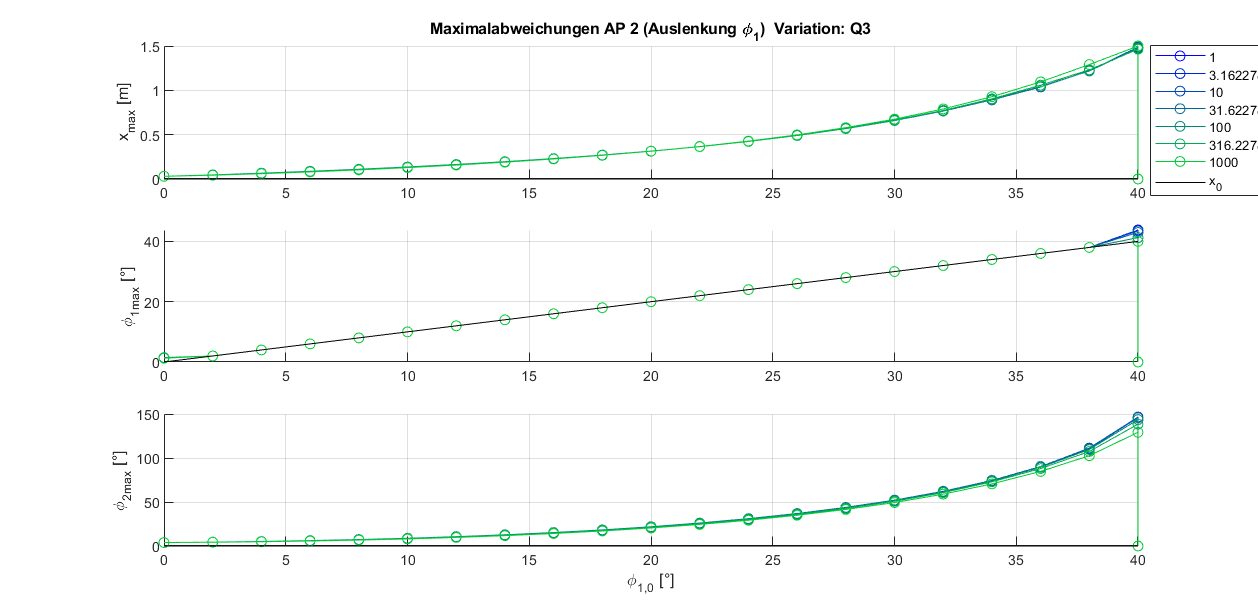 Maximalabweichungen AP 2 (Auslenkung ϕ1) Variation: Q3
xmax [m]
1.5
1
0.5
0
0 5 10 15 20 25 30 35 40
1
3.16227
10
31.6227
100
316.227
1000
x0
ϕ1max [°]
40
20
0
0 5 10 15 20 25 30 35 40
ϕ2max [°]
150
100
50
0
0 5 10 15 20 25 30 35 40
ϕ1,0 [°]